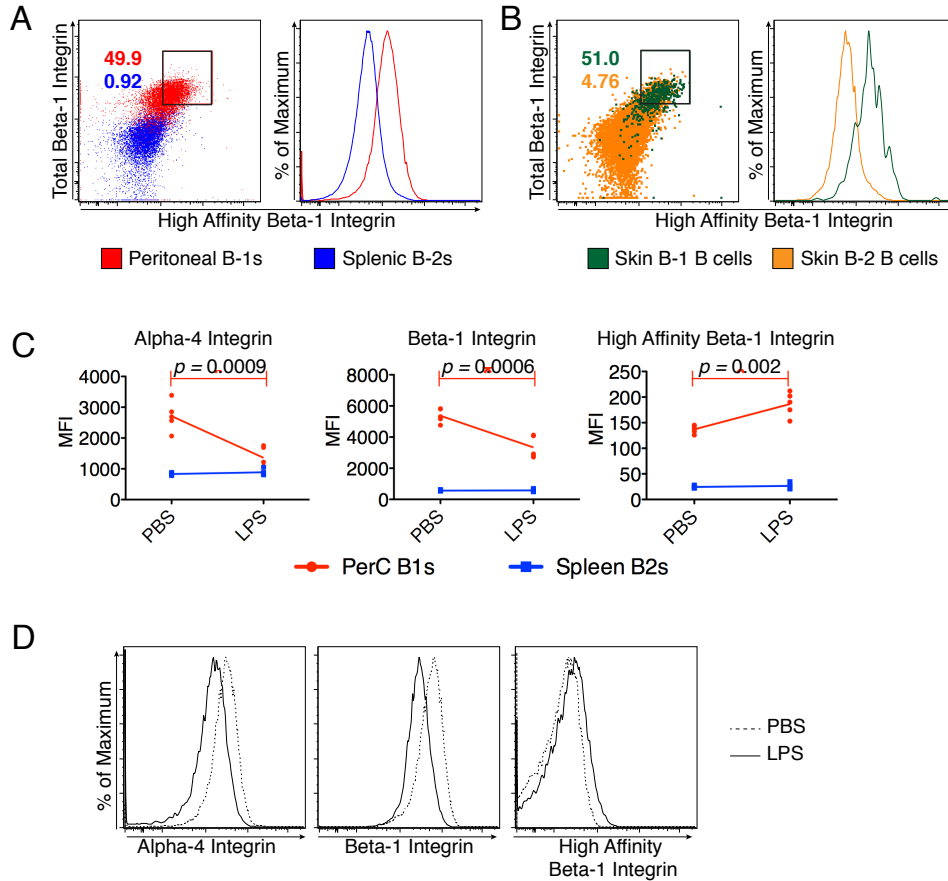 A
B
49.9
0.92
51.0
4.76
Total Beta-1 Integrin
% of Maximum
Total Beta-1 Integrin
% of Maximum
High Affinity Beta-1 Integrin
High Affinity Beta-1 Integrin
Peritoneal B-1s
Splenic B-2s
Skin B-1 B cells
Skin B-2 B cells
C
Alpha-4 Integrin
p = 0.0009
4000
3000
2000
1000
0
MFI
PBS
LPS
Beta-1 Integrin
p = 0.0006
8000
6000
4000
2000
0
MFI
PBS
LPS
High Affinity Beta-1 Integrin
p = 0.002
250
200
150
100
50
0
MFI
PBS
LPS
PerC B1s
Spleen B2s
D
% of Maximum
Alpha-4 Integrin
Beta-1 Integrin
High Affinity
Beta-1 Integrin
PBS
LPS